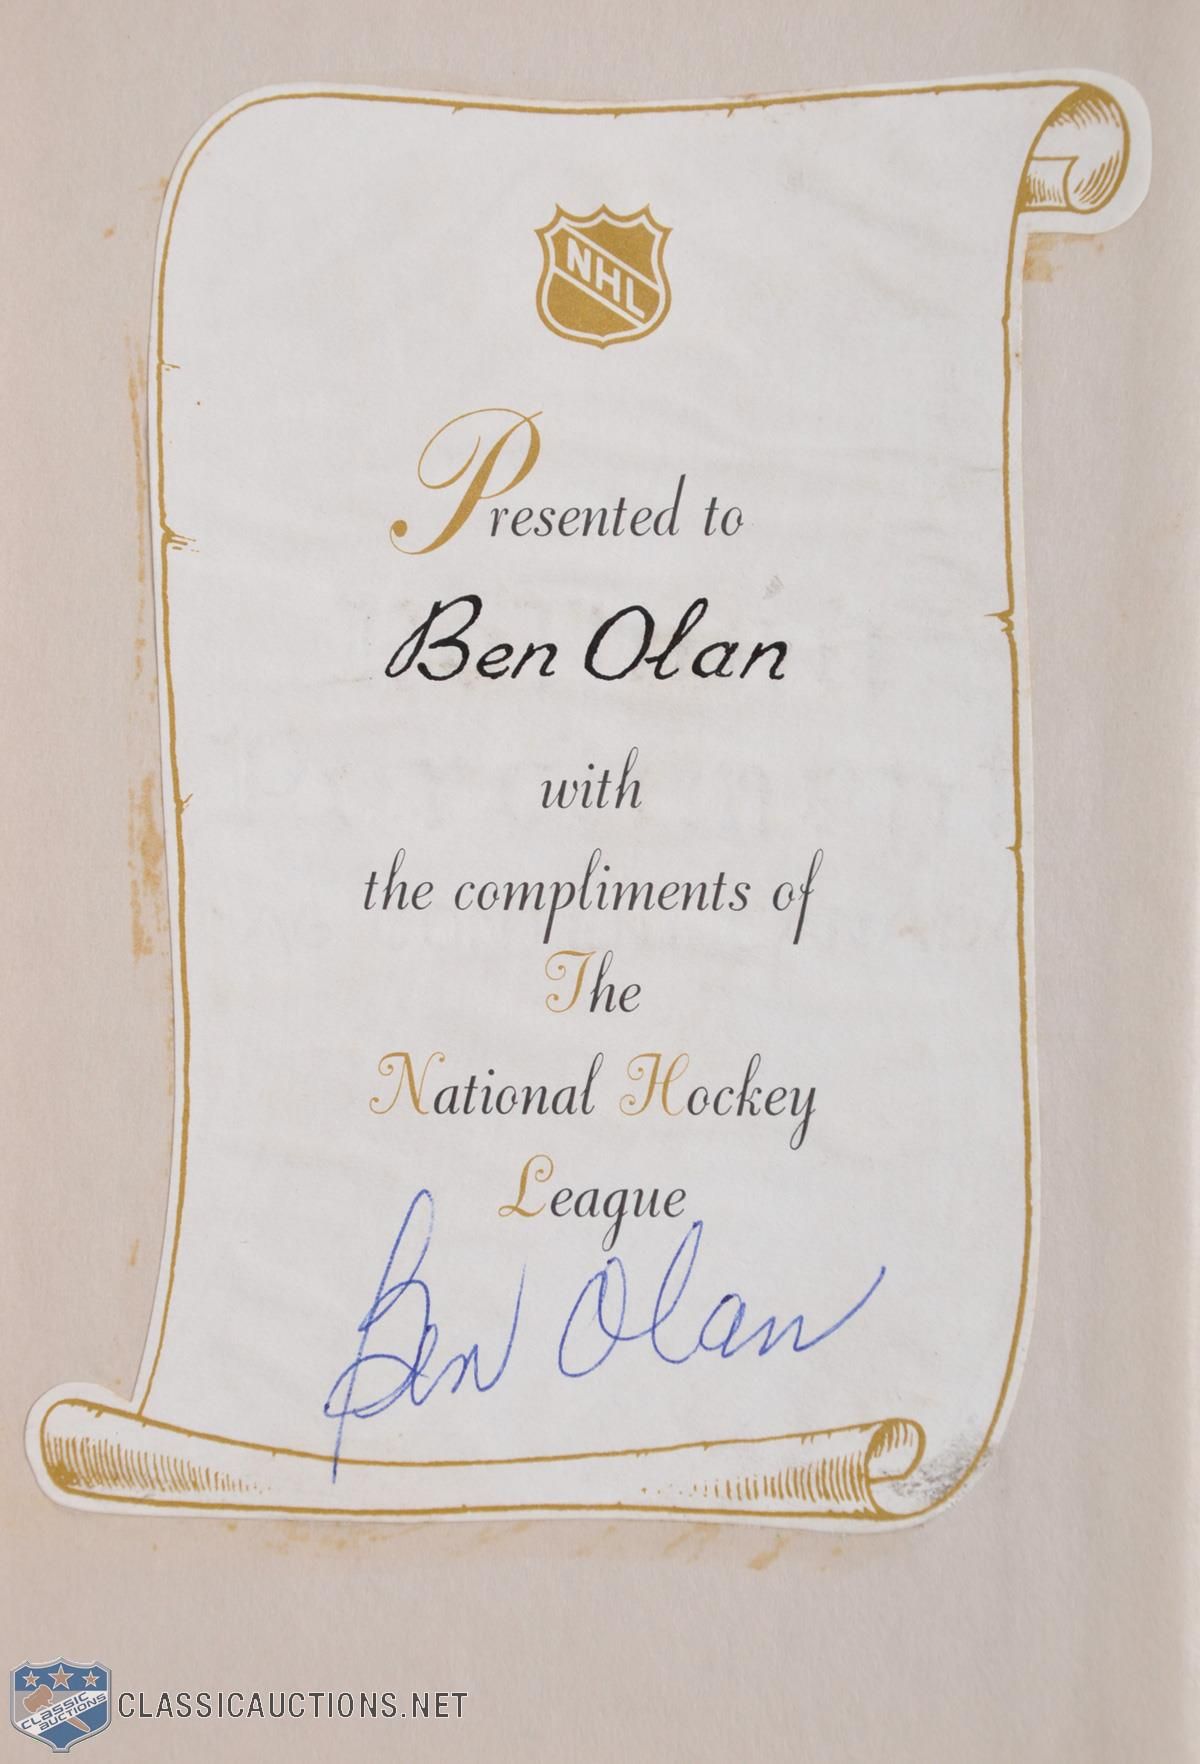 NHL
Presented to
Ben Olan
with
the compliments of
The
National Hockey
League
Ben Olan
CLASSIC AUCTIONS
CLASSICAUCTIONS.NET